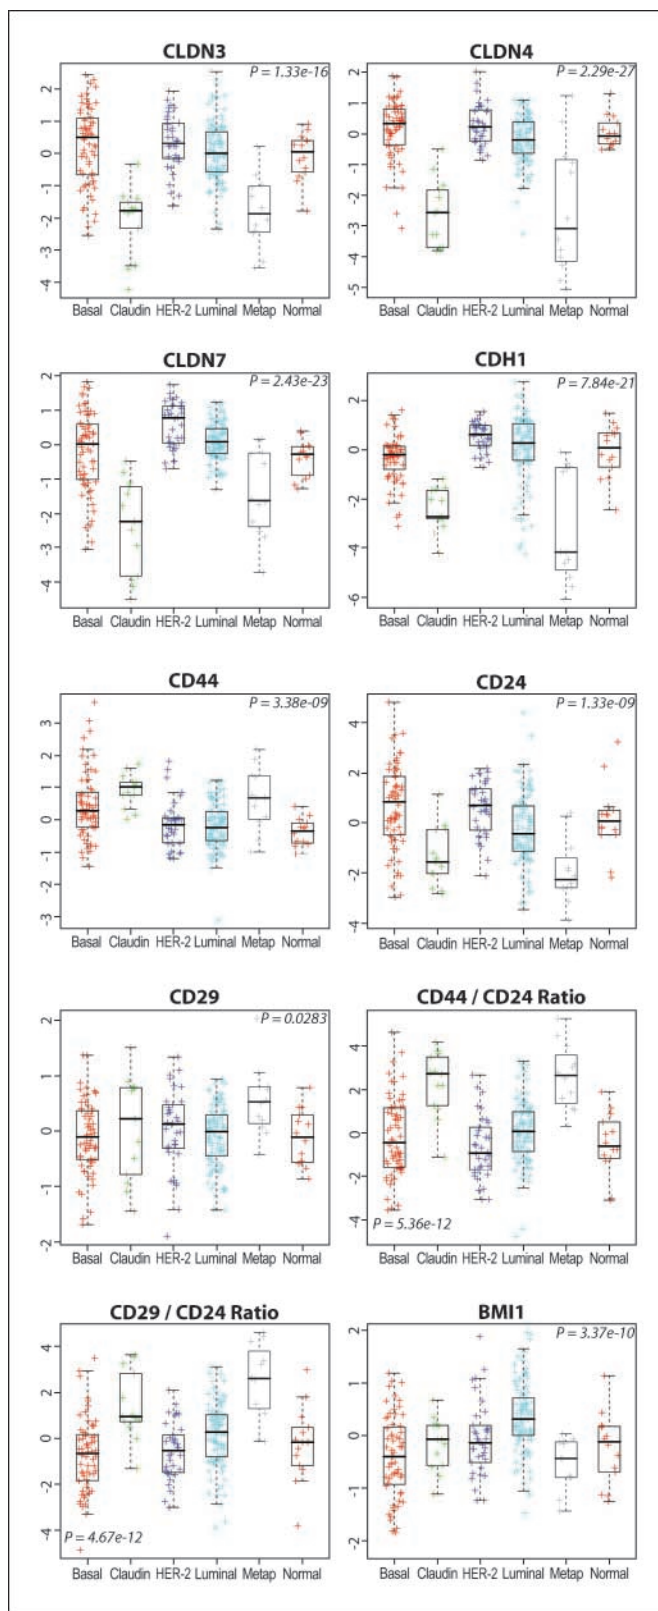 CLDN3
P = 1.33e-16
2
1
0
-1
-2
-3
-4
Basal Claudin HER-2 Luminal Metap Normal
CLDN4
P = 2.29e-27
2
1
0
-1
-2
-3
-4
-5
Basal Claudin HER-2 Luminal Metap Normal
CLDN7
P = 2.43e-23
2
1
0
-1
-2
-3
-4
Basal Claudin HER-2 Luminal Metap Normal
CDH1
P = 7.84e-21
2
0
-2
-4
-6
Basal Claudin HER-2 Luminal Metap Normal
CD44
P = 3.38e-09
3
2
1
0
-1
-2
-3
Basal Claudin HER-2 Luminal Metap Normal
CD24
P = 1.33e-09
4
2
0
-2
-4
Basal Claudin HER-2 Luminal Metap Normal
CD29
P = 0.0283
2
1
0
-1
-2
Basal Claudin HER-2 Luminal Metap Normal
CD44 / CD24 Ratio
4
2
0
-2
-4
P = 5.36e-12
Basal Claudin HER-2 Luminal Metap Normal
CD29 / CD24 Ratio
4
2
0
-2
-4
P = 4.67e-12
Basal Claudin HER-2 Luminal Metap Normal
BMI1
P = 3.37e-10
2
1
0
-1
-2
Basal Claudin HER-2 Luminal Metap Normal